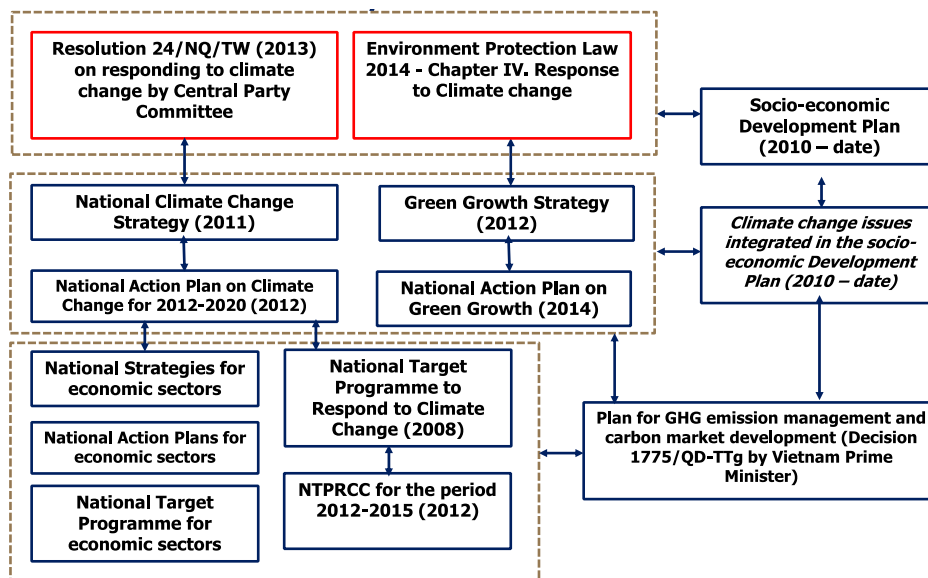 Resolution 24/NQ/TW (2013)
on responding to climate
change by Central Party
Committee
Environment Protection Law
2014 - Chapter IV. Response
to Climate change
Socio-economic
Development Plan
(2010 – date)
National Climate Change
Strategy (2011)
Green Growth Strategy
(2012)
Climate change issues
integrated in the socio-
economic Development
Plan (2010 – date)
National Action Plan on Climate
Change for 2012-2020 (2012)
National Action Plan on
Green Growth (2014)
National Strategies for
economic sectors
National Target
Programme to
Respond to Climate
Change (2008)
National Action Plans for
economic sectors
Plan for GHG emission management and
carbon market development (Decision
1775/QD-TTg by Vietnam Prime
Minister)
National Target
Programme for
economic sectors
NTPRCC for the period
2012-2015 (2012)